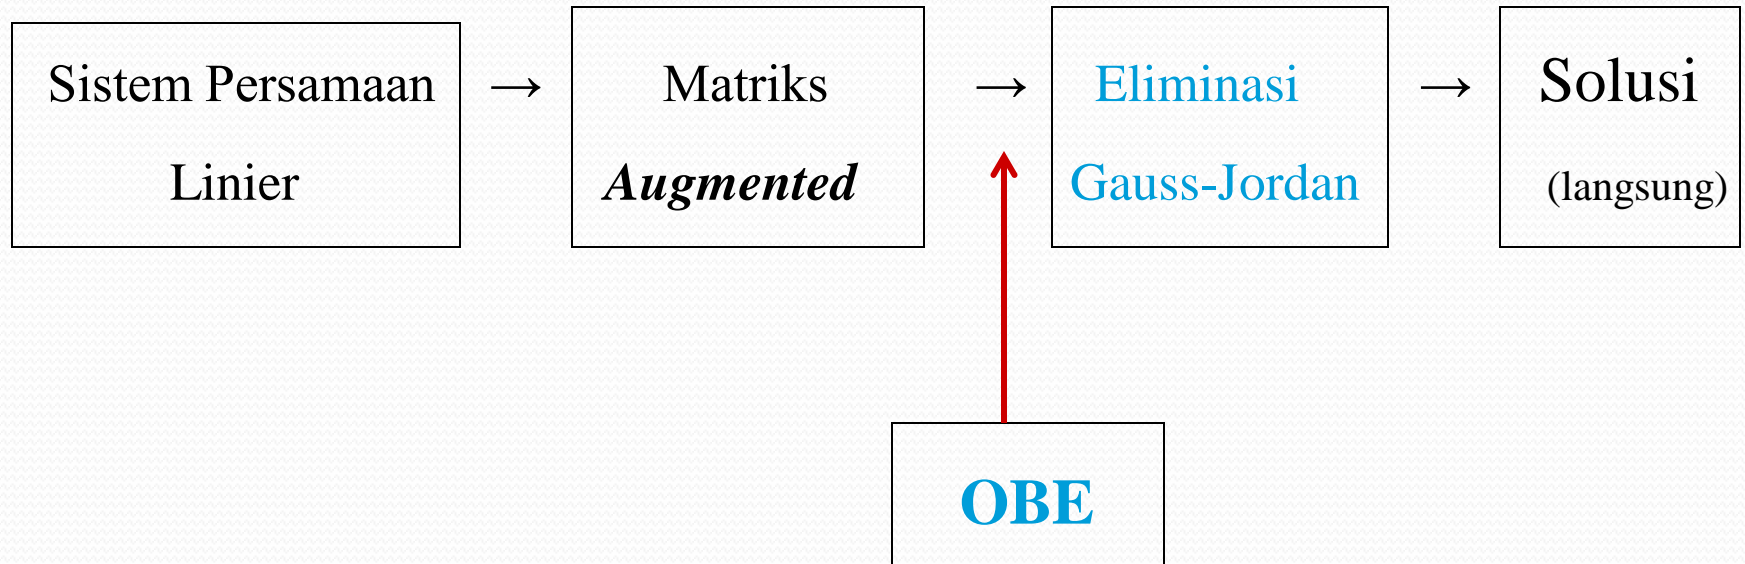 Sistem Persamaan
Linier
→
Matriks
Augmented
→
Eliminasi
Gauss-Jordan
→
Solusi
(langsung)
OBE